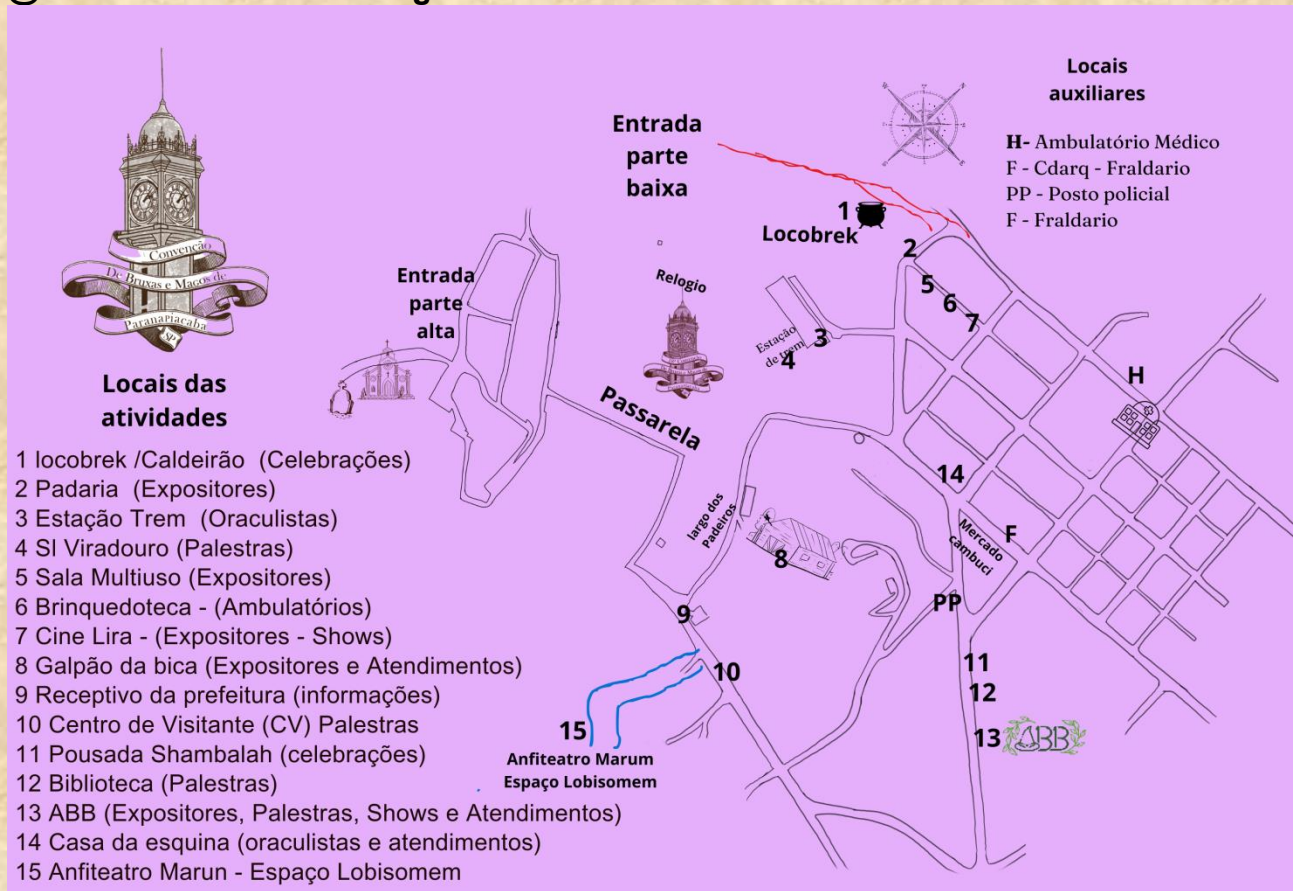 Convenção
De Bruxas e Magos de
Paranapiacaba
SP
Locais das
atividades
1 locobrek /Caldeirão (Celebrações)
2 Padaria (Expositores)
3 Estação Trem (Oraculistas)
4 SI Viradouro (Palestras)
5 Sala Multiuso (Expositores)
6 Brinquedoteca - (Ambulatórios)
7 Cine Lira - (Expositores - Shows)
8 Galpão da bica (Expositores e Atendimentos)
9 Receptivo da prefeitura (informações)
10 Centro de Visitante (CV) Palestras
11 Pousada Shambalah (celebrações)
12 Biblioteca (Palestras)
13 ABB (Expositores, Palestras, Shows e Atendimentos)
14 Casa da esquina (oraculistas e atendimentos)
15 Anfiteatro Marun - Espaço Lobisomem
Locais
auxiliares
H- Ambulatório Médico
F - Cdarq - Fraldario
PP - Posto policial
F - Fraldario
Entrada
parte
baixa
1
Locobrek
2
5
6
7
Entrada
parte
alta
Relogio
Estação
de trem
3
4
Passarela
H
14
largo dos
Padeiros
8
Mercado
cambuci
F
PP
9
10
11
12
13 ABB
15
Anfiteatro Marum
Espaço Lobisomem